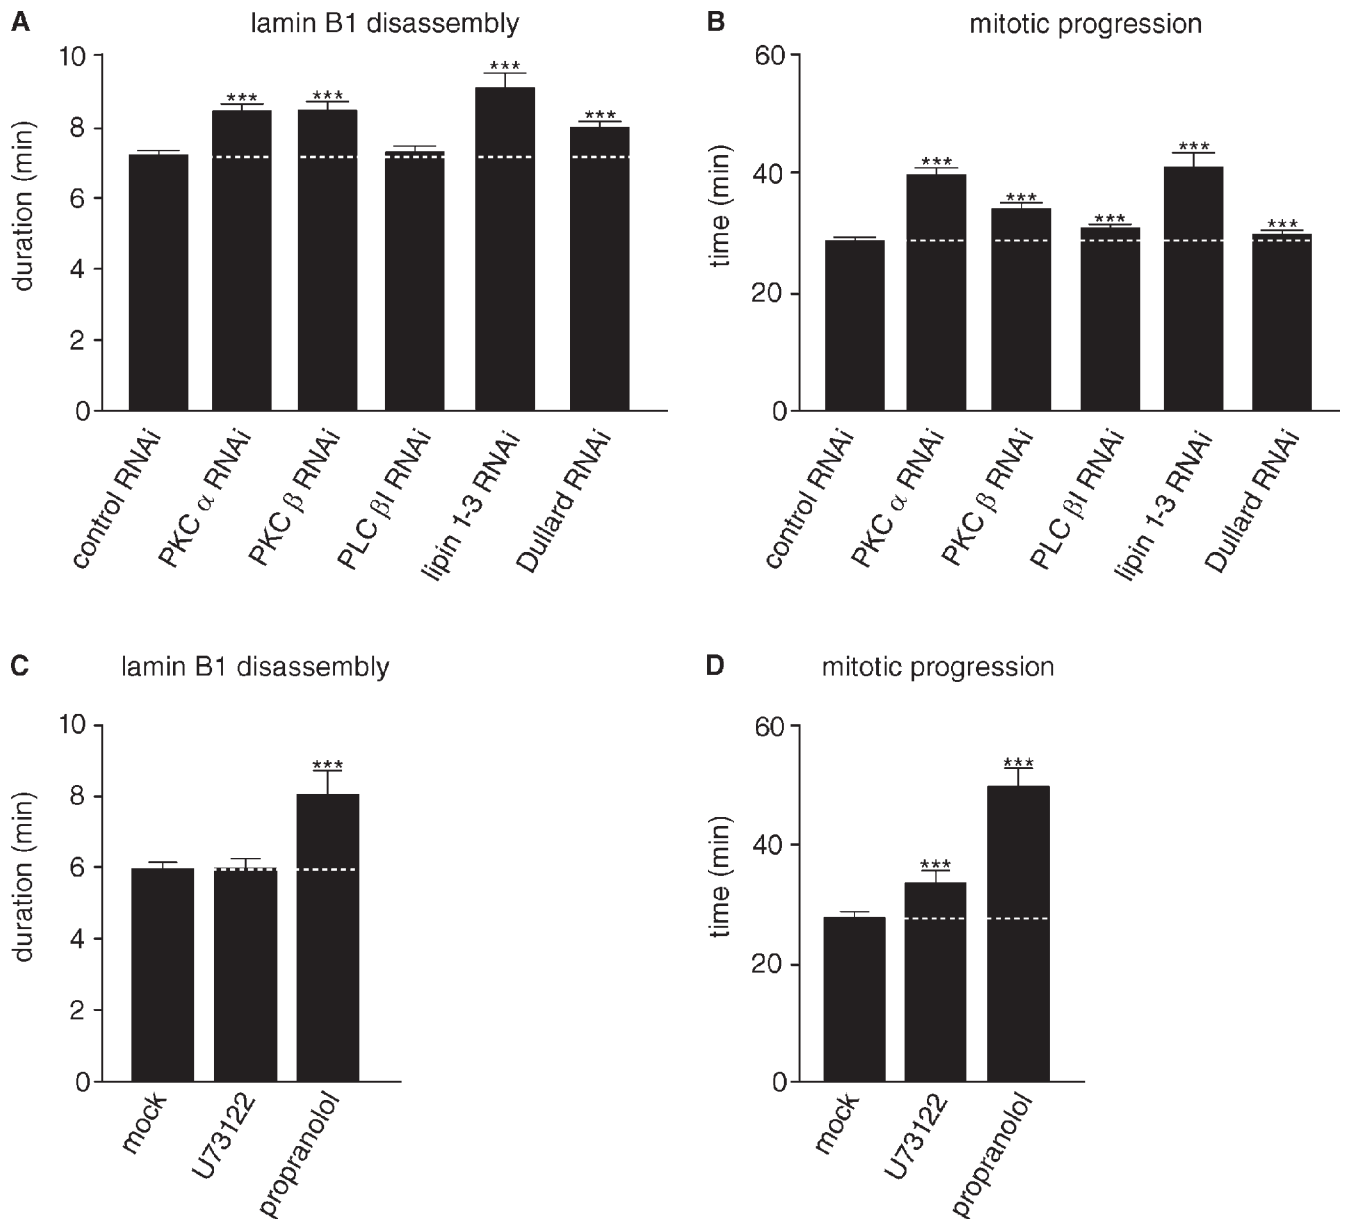 A lamin B1 disassembly
duration (min)
10
8
6
4
2
0
*** *** *** ***
control RNAi
PKC α RNAi
PKC β RNAi
PLC βI RNAi
lipin 1-3 RNAi
Dullard RNAi
B mitotic progression
time (min)
60
40
20
0
*** *** *** *** ***
control RNAi
PKC α RNAi
PKC β RNAi
PLC βI RNAi
lipin 1-3 RNAi
Dullard RNAi
C lamin B1 disassembly
duration (min)
10
8
6
4
2
0
***
mock
U73122
propranolol
D mitotic progression
time (min)
60
40
20
0
*** ***
mock
U73122
propranolol